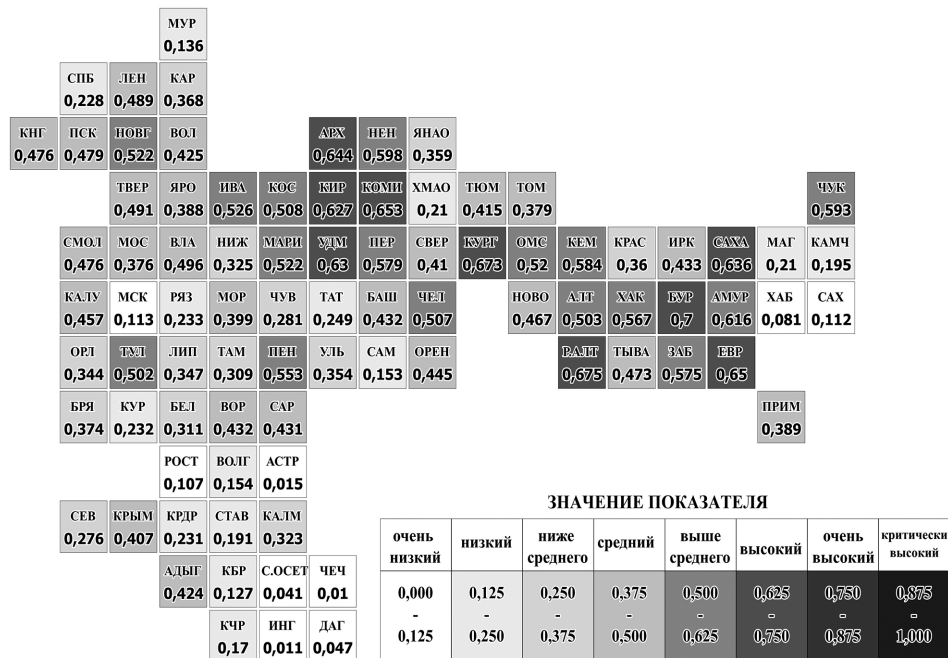 МУР
0,136
СПБ ЛЕН КАР
0,228 0,489 0,368
КНГ ПСК НОВГ ВОЛ АРХ НЕН ЯНАО
0,476 0,479 0,522 0,425 0,644 0,598 0,359
ТВЕР ЯРО ИВА КОС КИР КОМИ ХМАО ТЮМ ТОМ ЧУК
0,491 0,388 0,526 0,508 0,627 0,653 0,21 0,415 0,379 0,593
СМОЛ МОС ВЛА НИЖ МАРИ УДМ ПЕР СВЕР КУРГ ОМС КЕМ КРАС ИРК САХА МАГ КАМЧ
0,476 0,376 0,496 0,325 0,522 0,63 0,579 0,41 0,673 0,52 0,584 0,36 0,433 0,636 0,21 0,195
КАЛУ МСК РЯЗ МОР ЧУВ ТАТ БАШ ЧЕЛ НОВО АЛТ ХАК БУР АМУР ХАБ САХ
0,457 0,113 0,233 0,399 0,281 0,249 0,432 0,507 0,467 0,503 0,567 0,7 0,616 0,081 0,112
ОРЛ ТУЛ ЛИП ТАМ ПЕН УЛЬ САМ ОРЕН Р.АЛТ ТЫВА ЗАБ ЕВР
0,344 0,502 0,347 0,309 0,553 0,354 0,153 0,445 0,675 0,473 0,575 0,65
БРЯ КУР БЕЛ ВОР САР ПРИМ
0,374 0,232 0,311 0,432 0,431 0,389
РОСТ ВОЛГ АСТР
0,107 0,154 0,015
СЕВ КРЫМ КРДР СТАВ КАЛМ
0,276 0,407 0,231 0,191 0,323
АДЫГ КБР С.ОСЕТ ЧЕЧ
0,424 0,127 0,041 0,01
КЧР ИНГ ДАГ
0,17 0,011 0,047
ЗНАЧЕНИЕ ПОКАЗАТЕЛЯ
очень низкий ниже средний выше высокий очень критически
низкий среднего среднего высокий высокий
0,000 0,125 0,250 0,375 0,500 0,625 0,750 0,875
- - - - - - - -
0,125 0,250 0,375 0,500 0,625 0,750 0,875 1,000